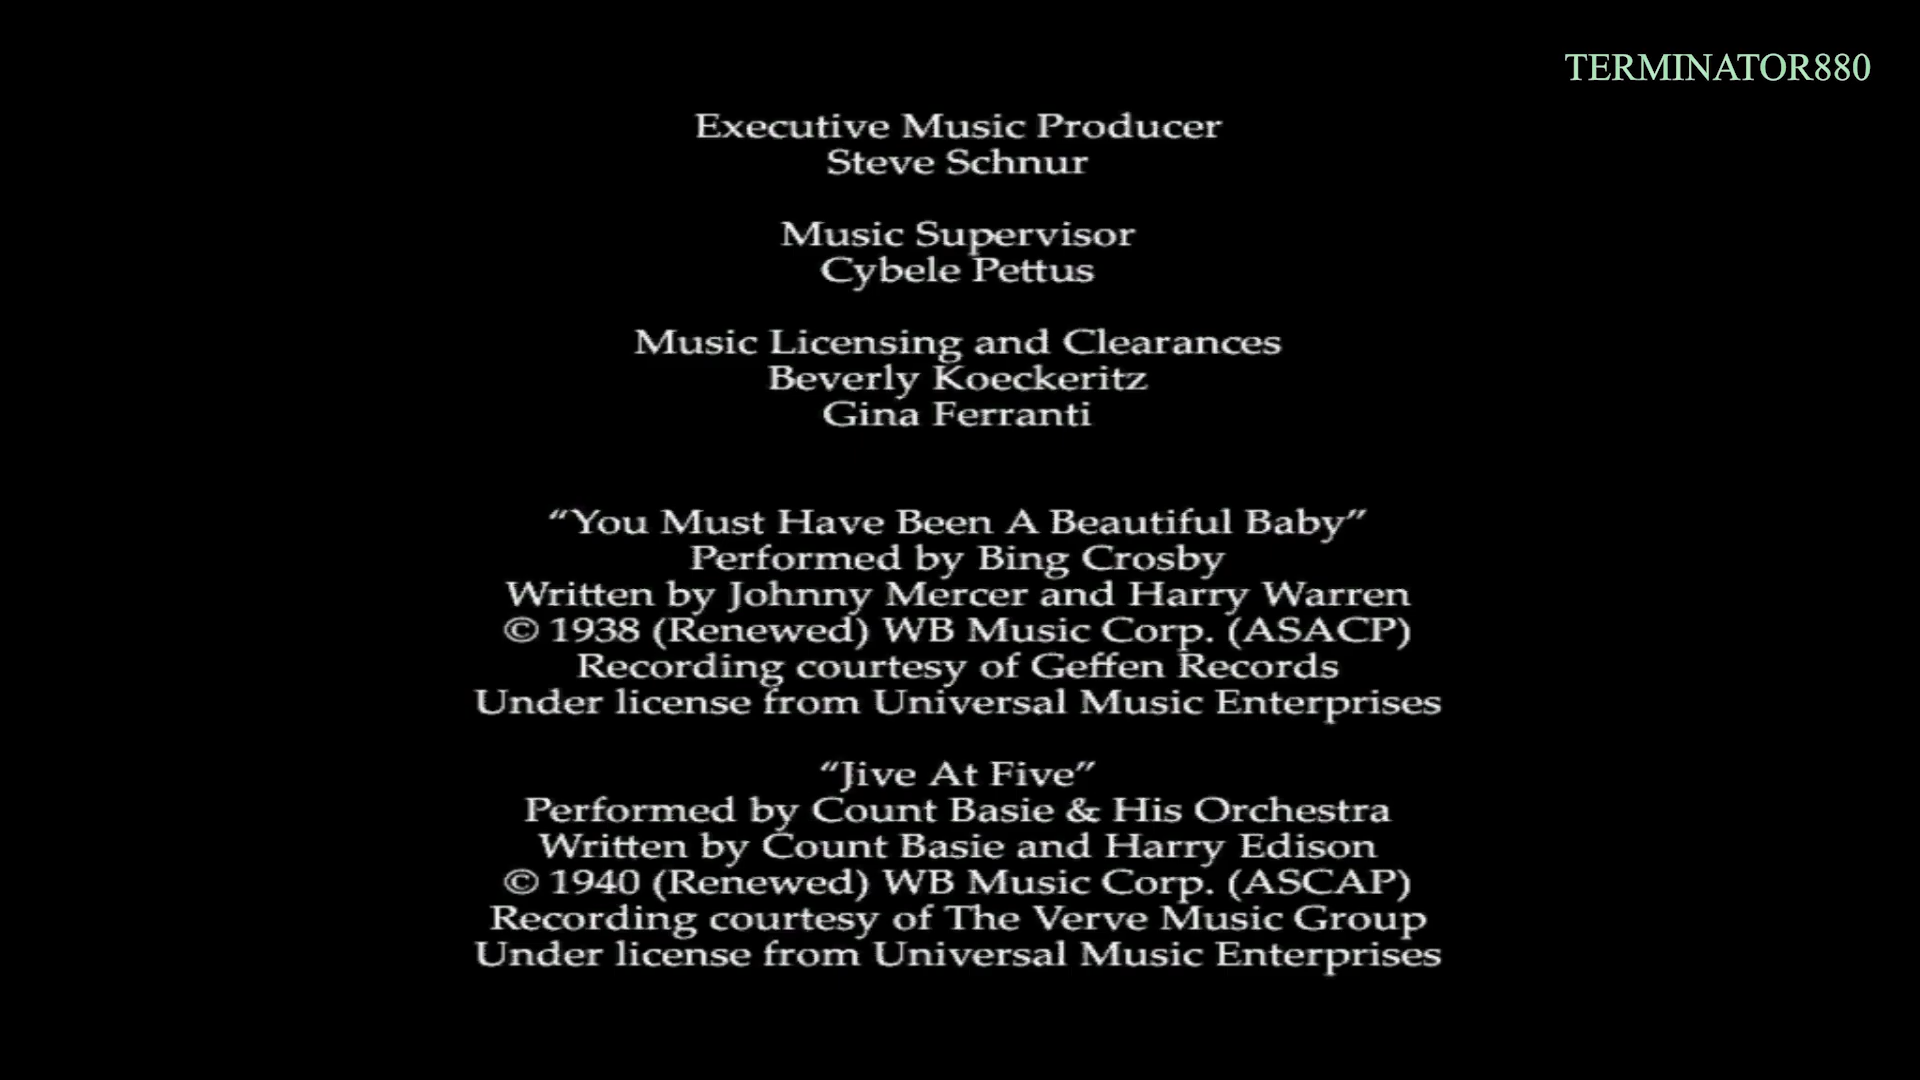 TERMINATOR880
Executive Music Producer
Steve Schnur
Music Supervisor
Cybele Pettus
Music Licensing and Clearances
Beverly Koeckeritz
Gina Ferranti
“You Must Have Been A Beautiful Baby”
Performed by Bing Crosby
Written by Johnny Mercer and Harry Warren
© 1938 (Renewed) WB Music Corp. (ASACP)
Recording courtesy of Geffen Records
Under license from Universal Music Enterprises
“Jive At Five”
Performed by Count Basie & His Orchestra
Written by Count Basie and Harry Edison
© 1940 (Renewed) WB Music Corp. (ASCAP)
Recording courtesy of The Verve Music Group
Under license from Universal Music Enterprises